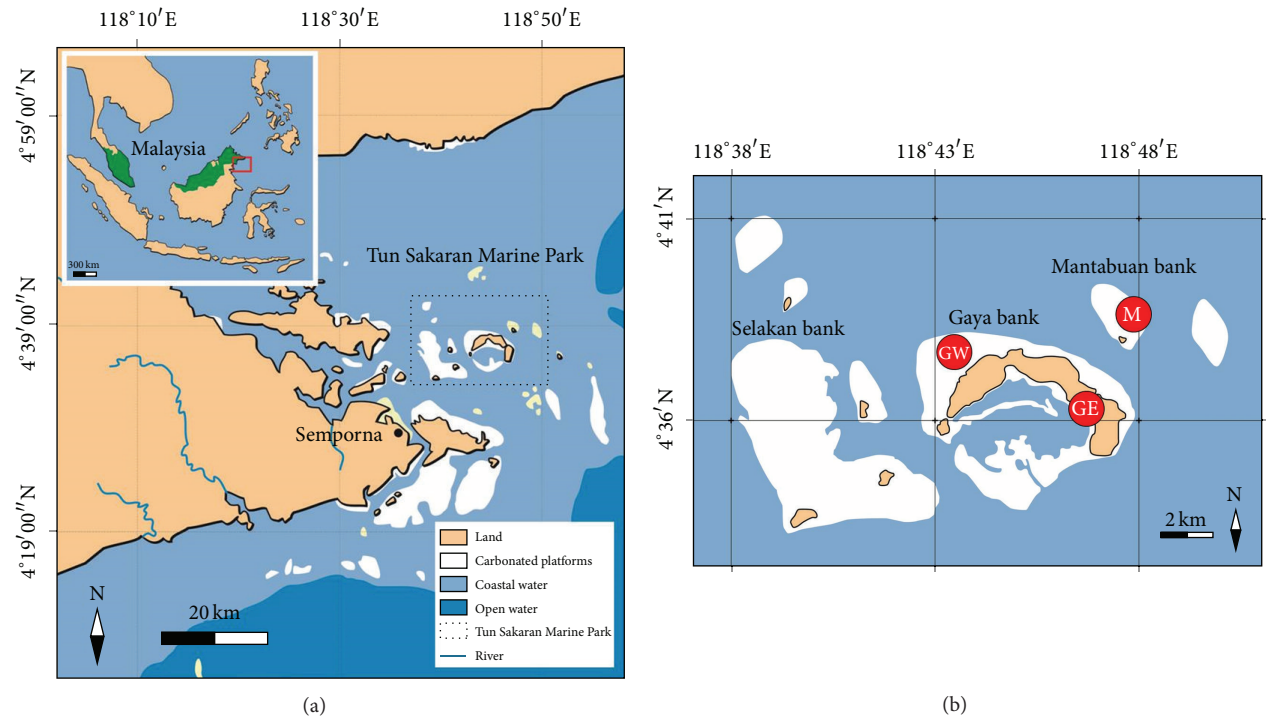 118°10′E
118°30′E
118°50′E
4°59′00″N
4°39′00″N
4°19′00″N
Malaysia
300 km
Tun Sakaran Marine Park
Semporna
N
20 km
Land
Carbonated platforms
Coastal water
Open water
Tun Sakaran Marine Park
River
(a)
118°38′E
118°43′E
118°48′E
4°41′N
4°36′N
Mantabuan bank
M
Gaya bank
Selakan bank
GW
GE
N
2 km
(b)